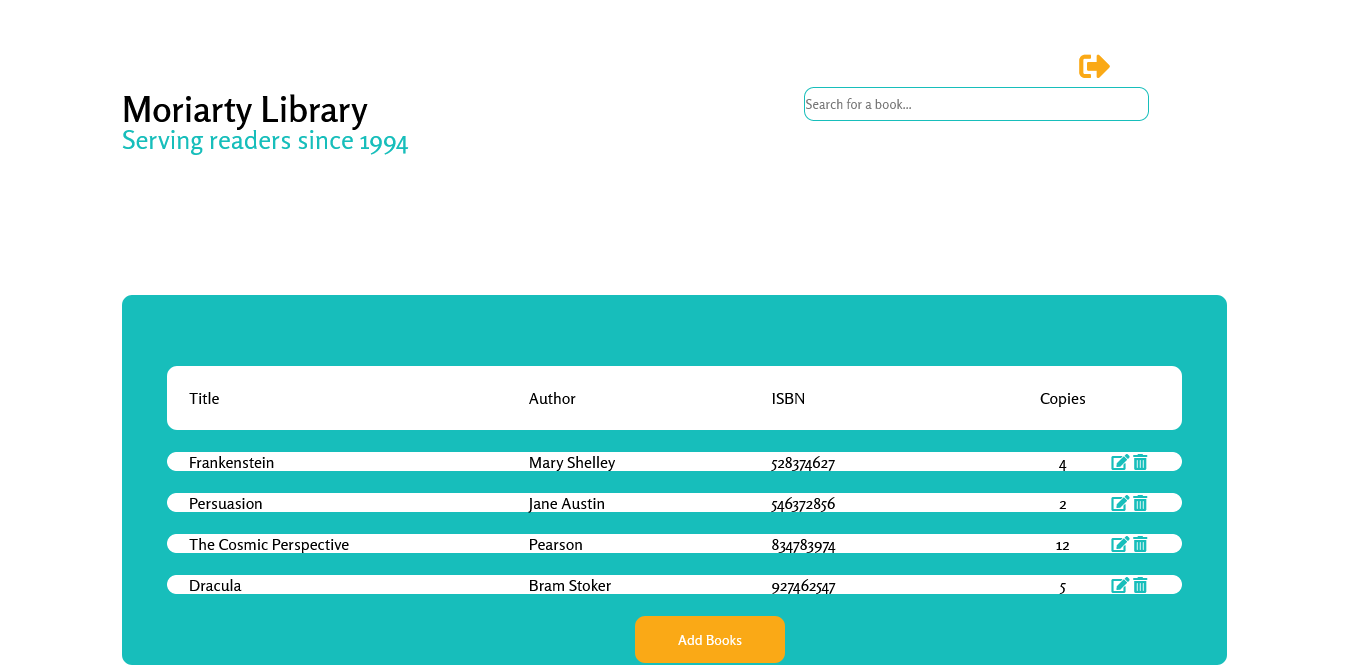 Search for a book...
Moriarty Library
Serving readers since 1994
Title Author ISBN Copies
Frankenstein Mary Shelley 528374627 4
Persuasion Jane Austin 546372856 2
The Cosmic Perspective Pearson 834783974 12
Dracula Bram Stoker 927462547 5
Add Books